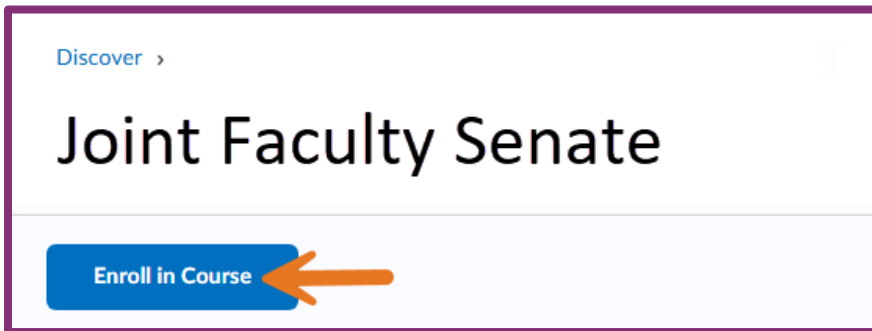 Discover ›
Joint Faculty Senate
Enroll in Course